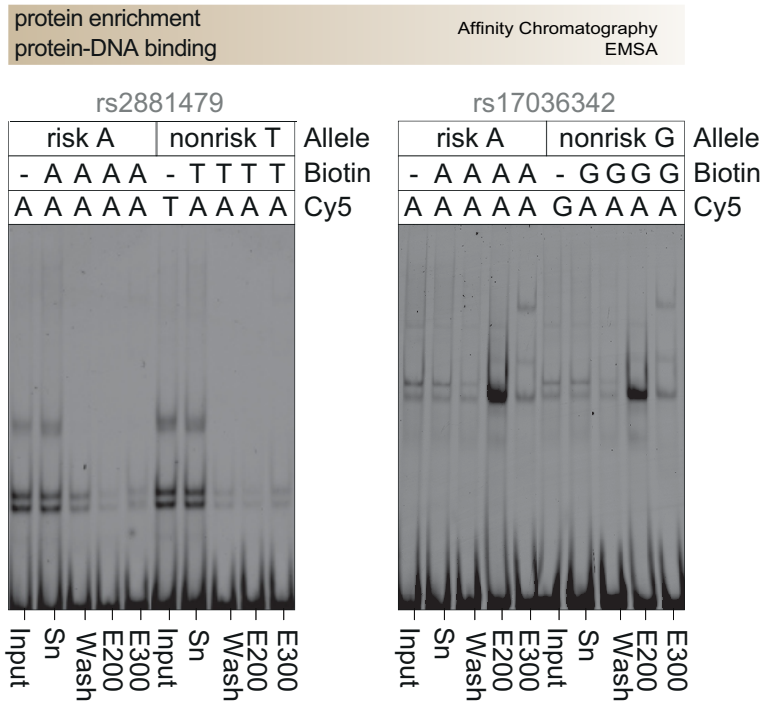 protein enrichment
protein-DNA binding
Affinity Chromatography
EMSA
rs2881479
risk A nonrisk T Allele
- A A A A - T T T T Biotin
A A A A A T A A A A Cy5
Input Sn Wash E200 E300 Input Sn Wash E200 E300
rs17036342
risk A nonrisk G Allele
- A A A A - G G G G Biotin
A A A A A G A A A A Cy5
Input Sn Wash E200 E300 Input Sn Wash E200 E300